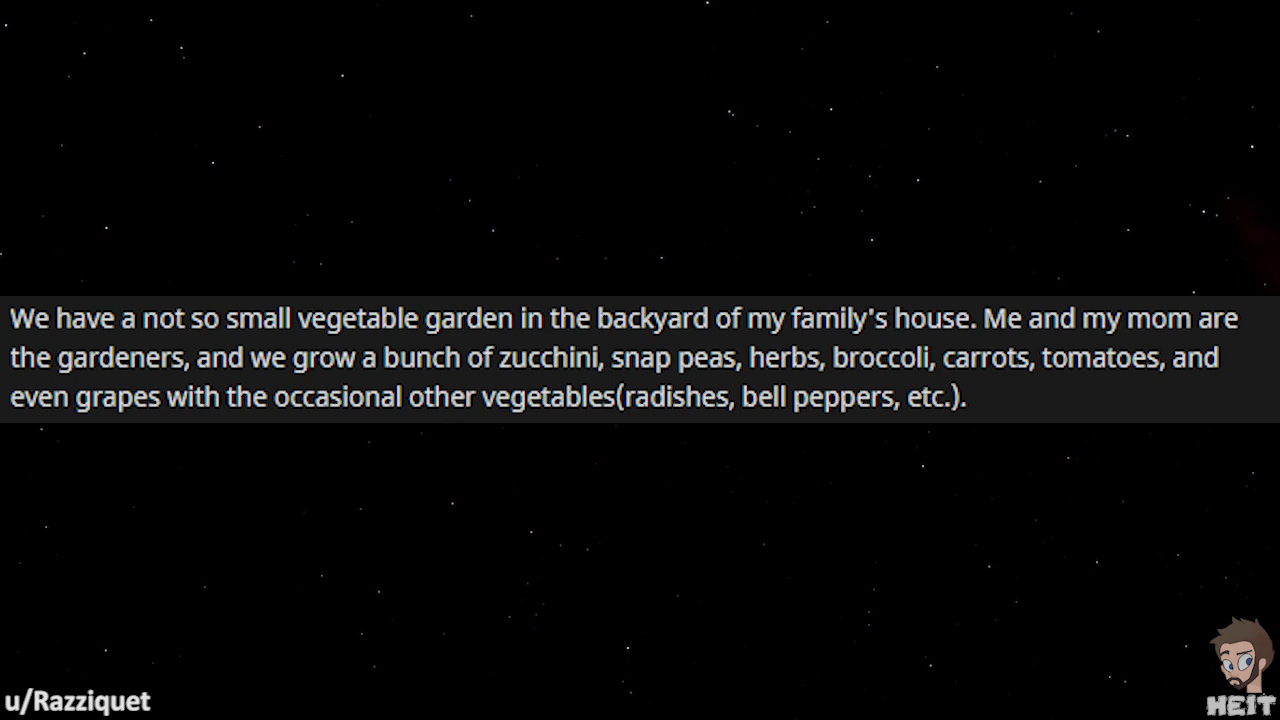 We have a not so small vegetable garden in the backyard of my family's house. Me and my mom are
the gardeners, and we grow a bunch of zucchini, snap peas, herbs, broccoli, carrots, tomatoes, and
even grapes with the occasional other vegetables(radishes, bell peppers, etc.).
u/Razziquet
HEIT